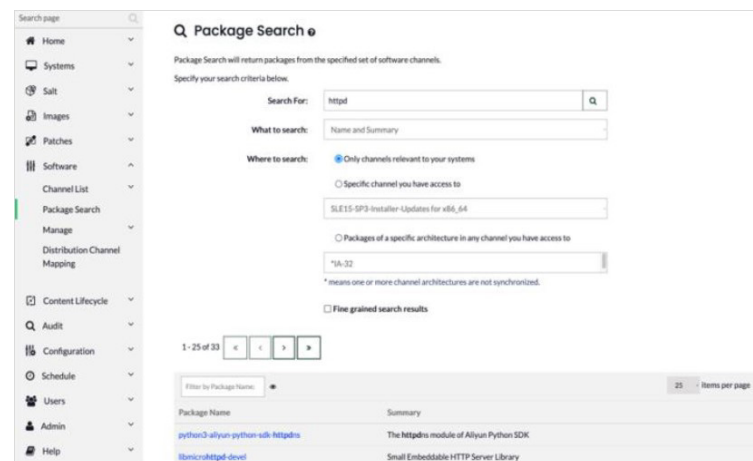 Search page
Home
Systems
Salt
Images
Patches
Software
Channel List
Package Search
Manage
Distribution Channel
Mapping
Content Lifecycle
Audit
Configuration
Schedule
Users
Admin
Help
Package Search
Package Search will return packages from the specified set of software channels.
Specify your search criteria below.
Search For: httpd
What to search: Name and Summary
Where to search: Only channels relevant to your systems
Specific channel you have access to
SLE15-SP3-Installer-Updates for x86_64
Packages of a specific architecture in any channel you have access to
*IA-32
* means one or more channel architectures are not synchronized.
Fine grained search results
1 - 25 of 33 « < > »
Filter by Package Name: 25 items per page
Package Name Summary
python3-aliyun-python-sdk-httpdns The httpdns module of Aliyun Python SDK
libmicrohttpd-devel Small Embeddable HTTP Server Library